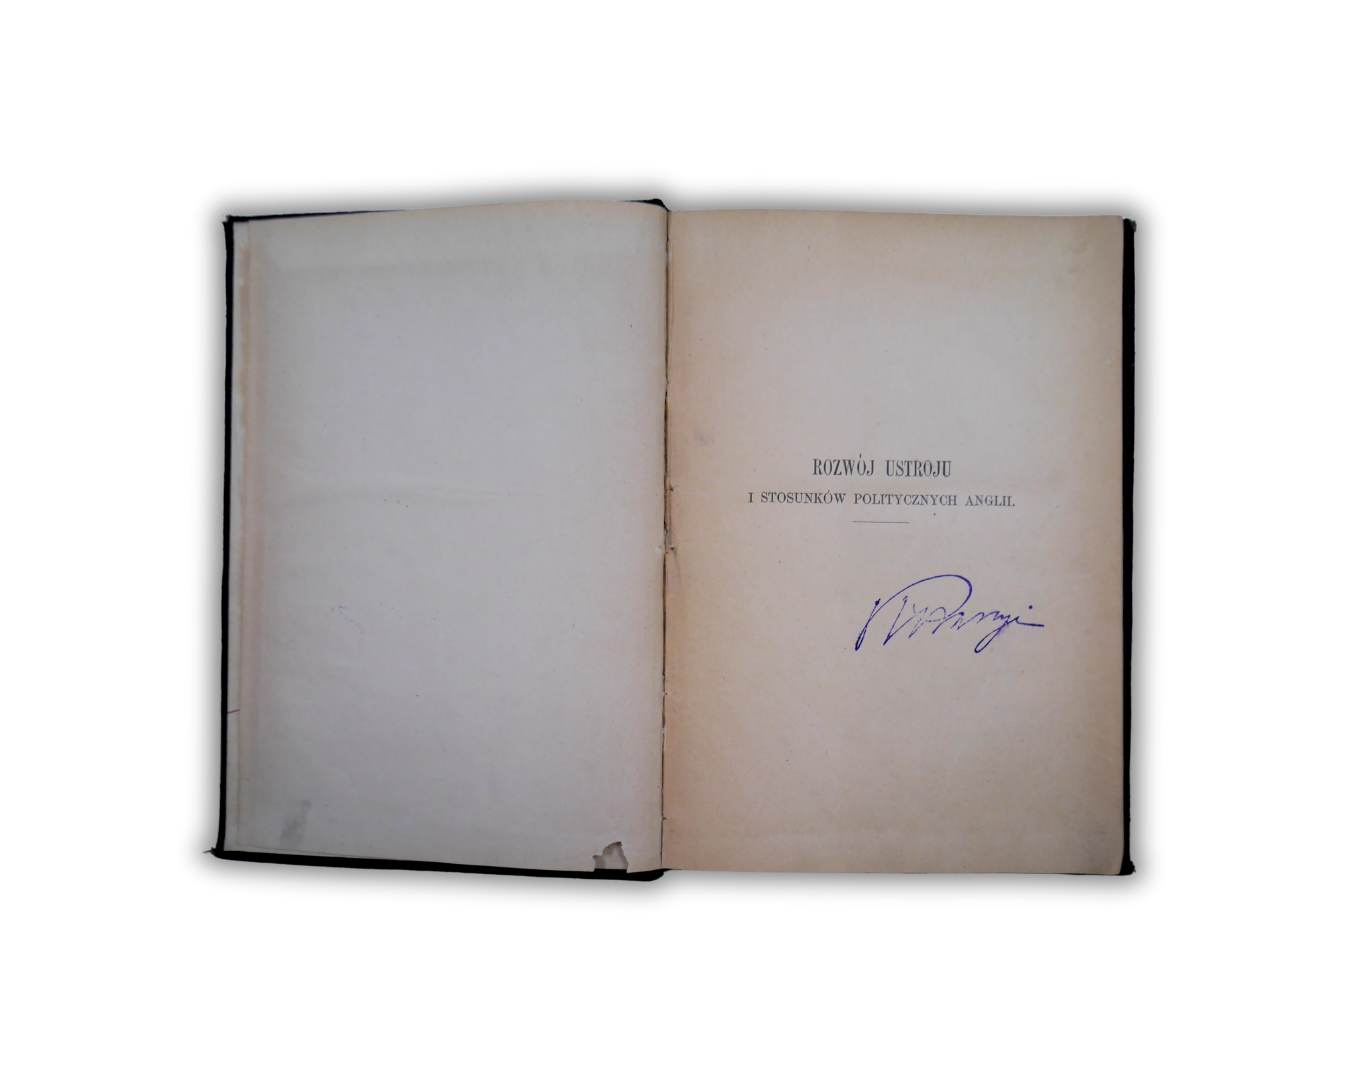 ROZWÓJ USTROJU
I STOSUNKÓW POLITYCZNYCH ANGLII.